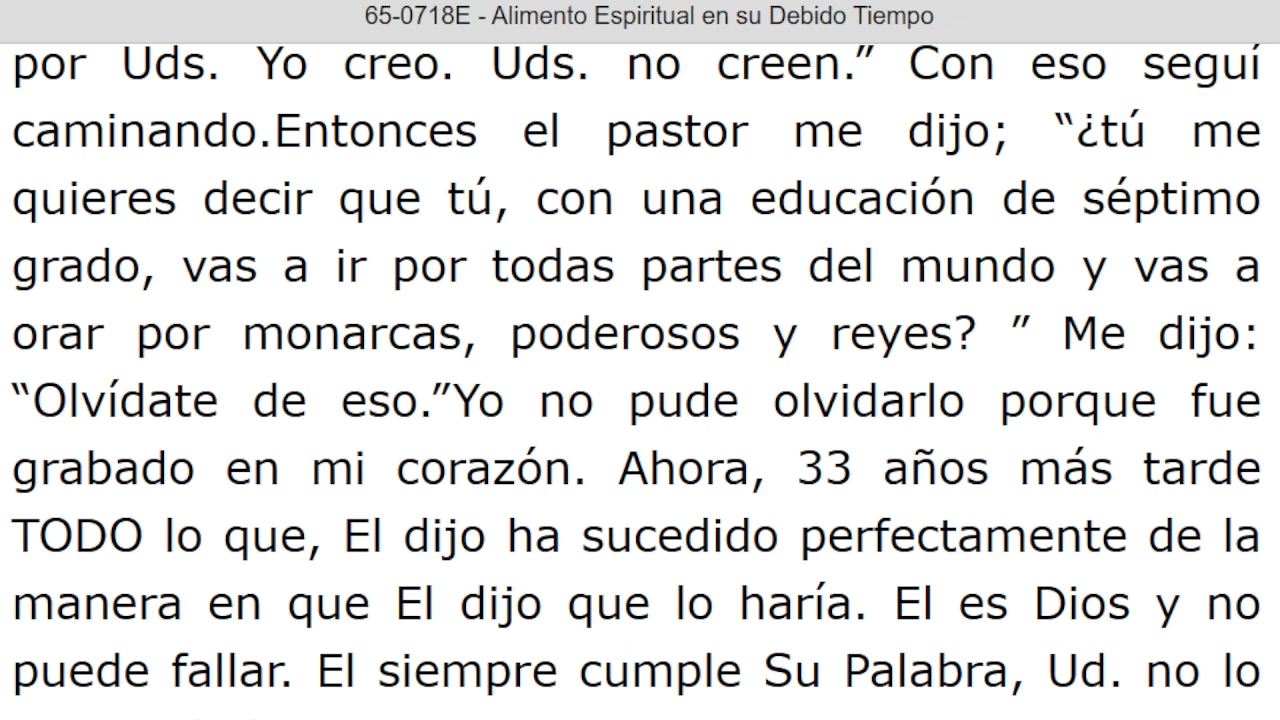 65-0718E - Alimento Espiritual en su Debido Tiempo
por Uds. Yo creo. Uds. no creen.” Con eso seguí
caminando.Entonces el pastor me dijo; “¿tú me
quieres decir que tú, con una educación de séptimo
grado, vas a ir por todas partes del mundo y vas a
orar por monarcas, poderosos y reyes? ” Me dijo:
“Olvídate de eso.”Yo no pude olvidarlo porque fue
grabado en mi corazón. Ahora, 33 años más tarde
TODO lo que, El dijo ha sucedido perfectamente de la
manera en que El dijo que lo haría. El es Dios y no
puede fallar. El siempre cumple Su Palabra, Ud. no lo